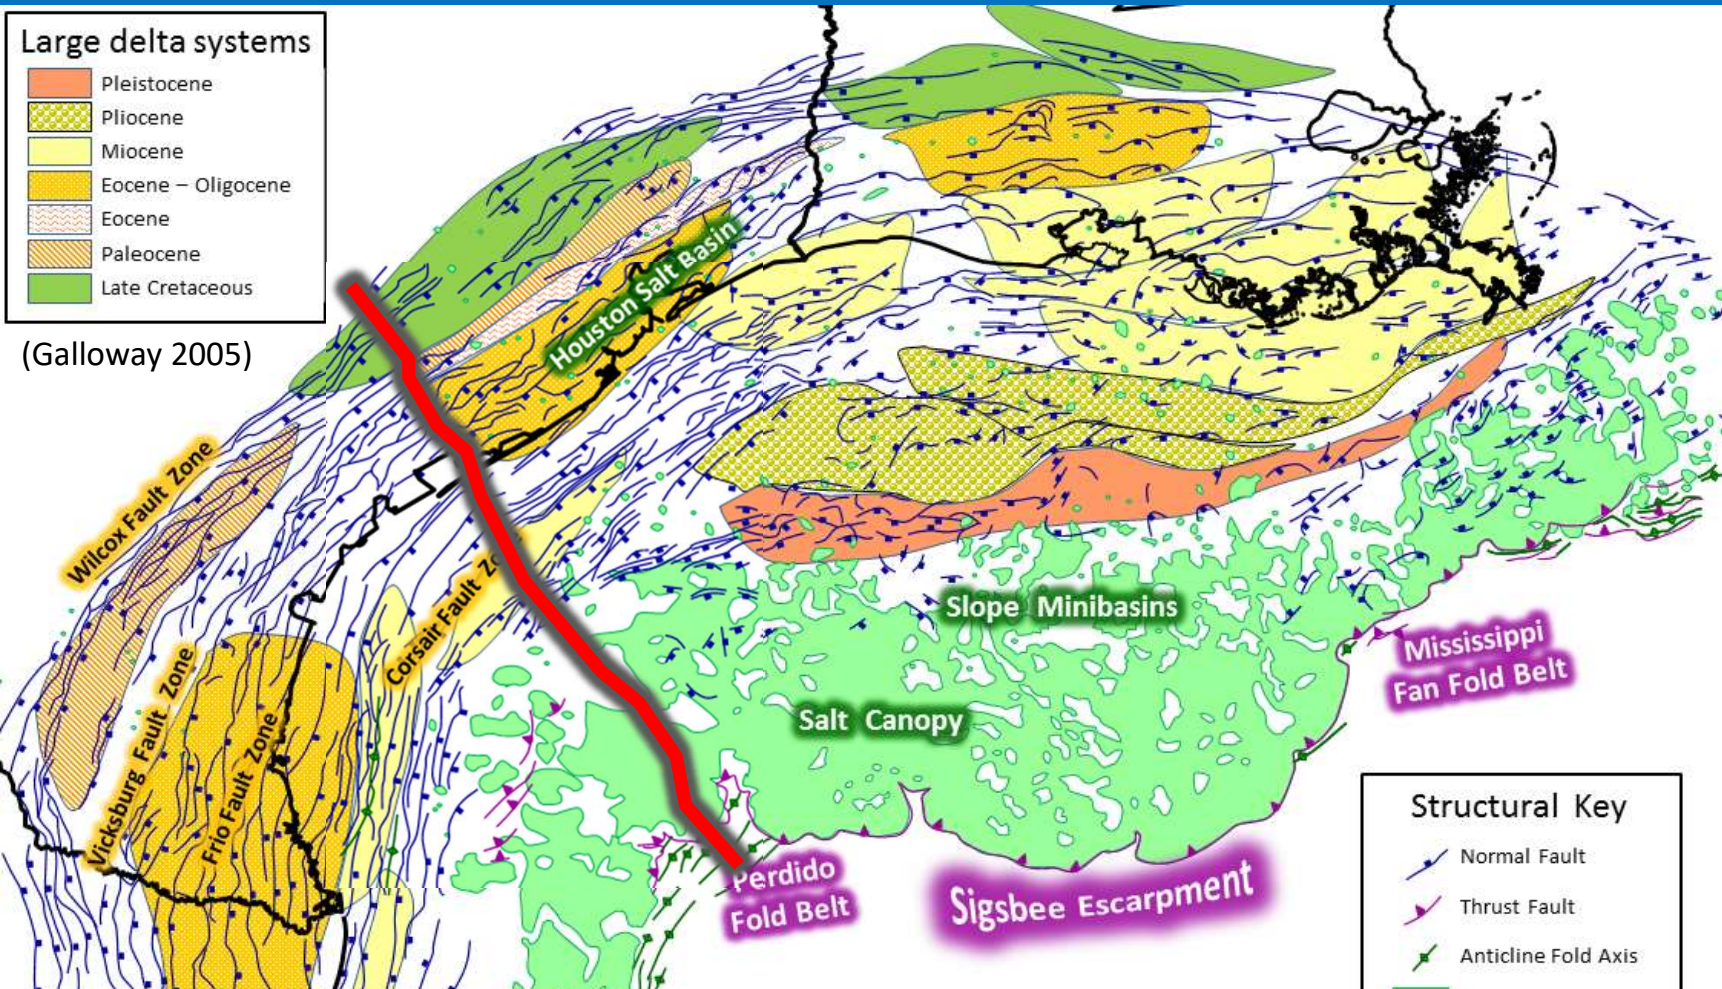 Large delta systems
Pleistocene
Pliocene
Miocene
Eocene – Oligocene
Eocene
Paleocene
Late Cretaceous
(Galloway 2005)
Houston Salt Basin
Wilcox Fault Zone
Corsair Fault
Vicksburg Fault Zone
Frio Fault Zone
Slope Minibasins
Salt Canopy
Mississippi
Fan Fold Belt
Perdido
Fold Belt
Sigsbee Escarpment
Structural Key
Normal Fault
Thrust Fault
Anticline Fold Axis